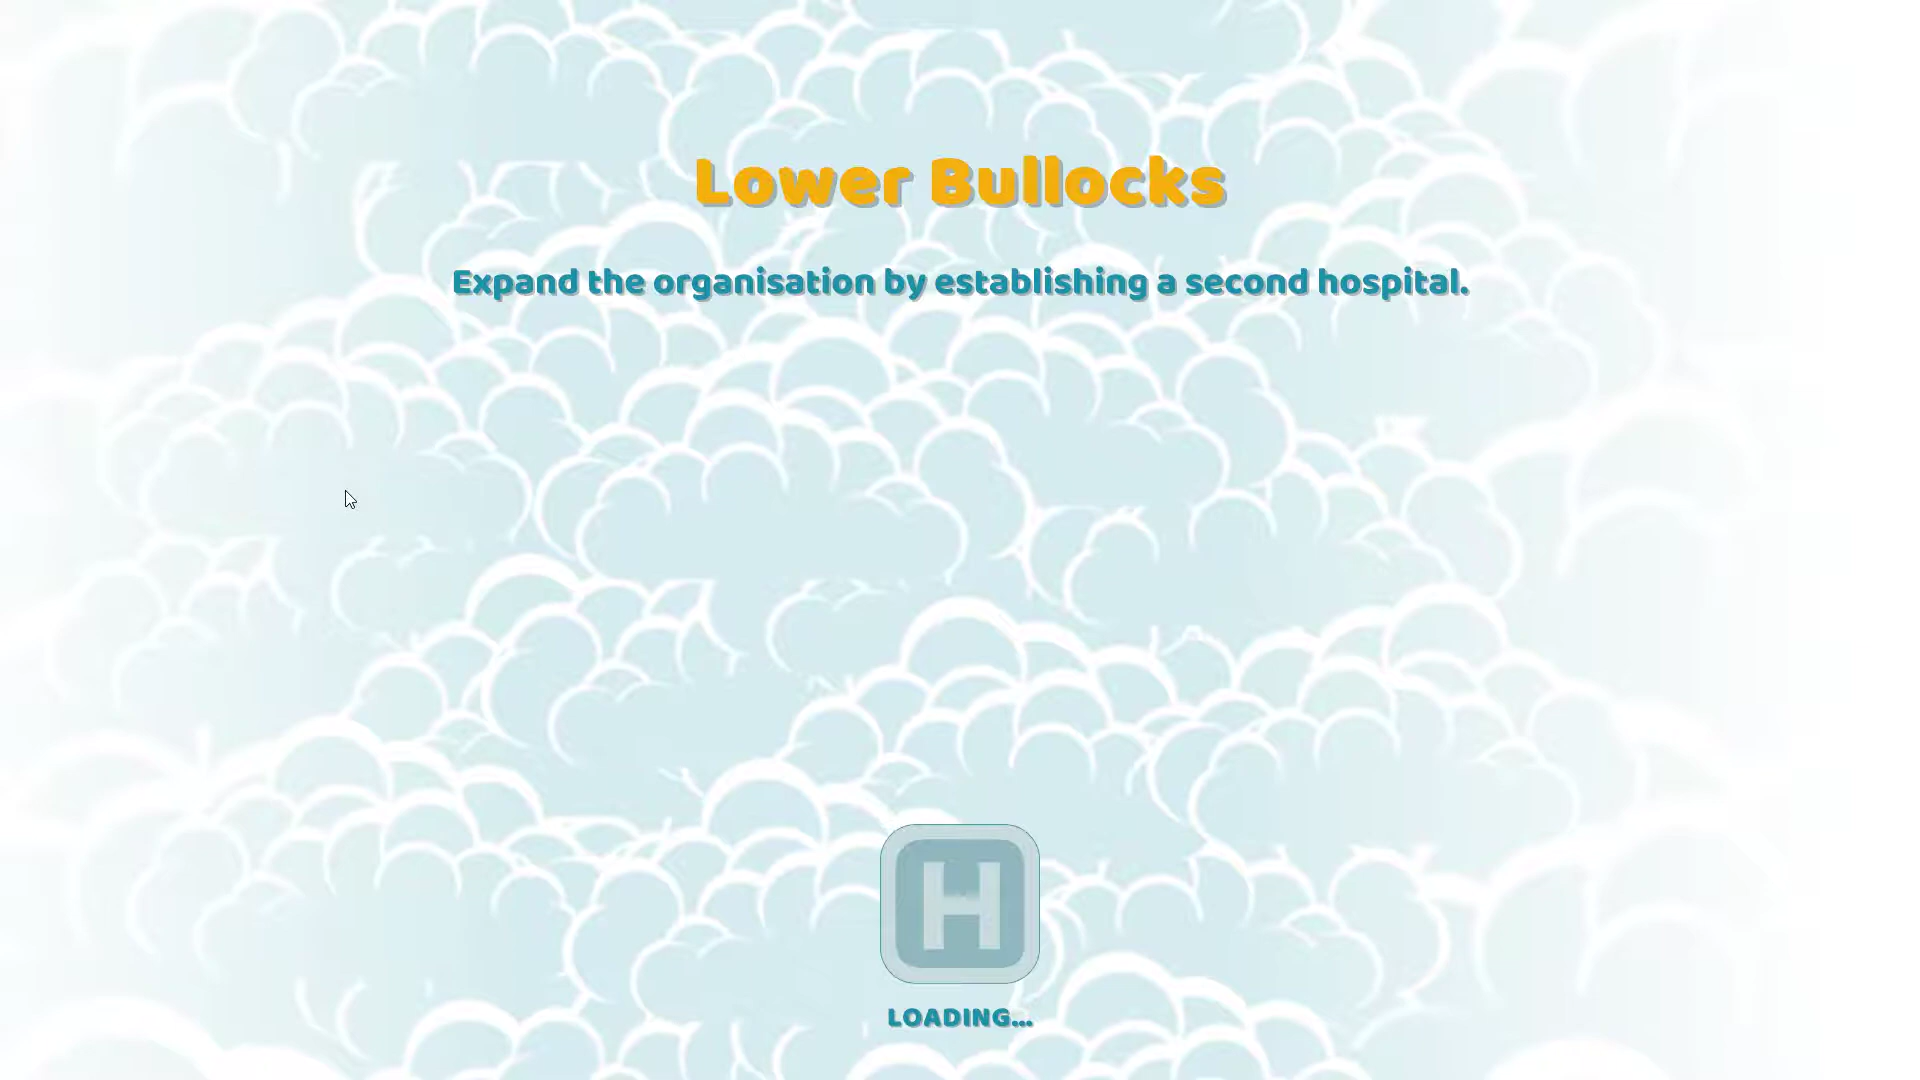 Lower Bullocks
Expand the organisation by establishing a second hospital.
H
LOADING...